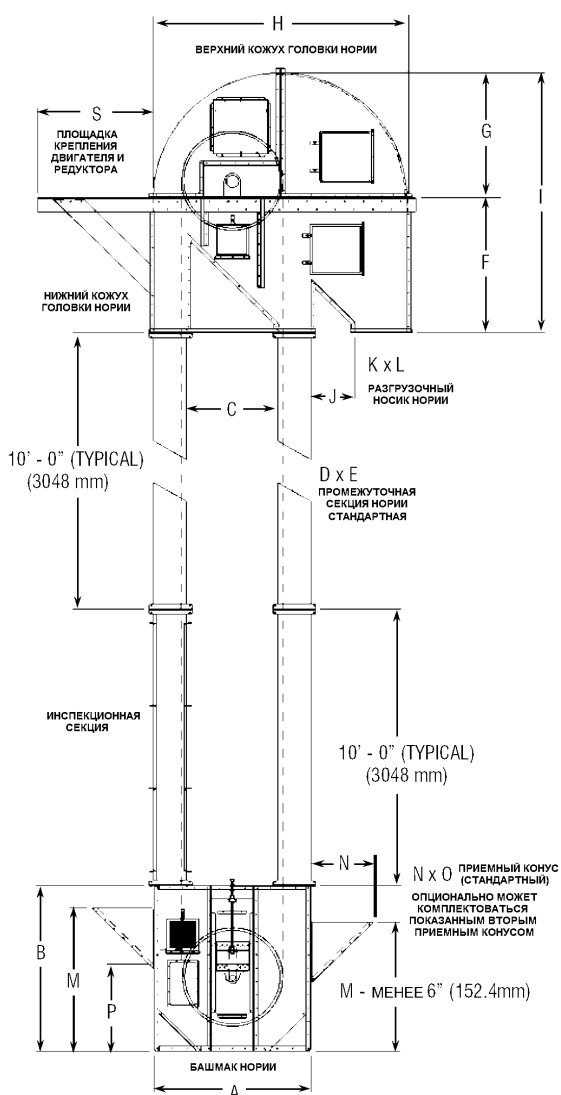 H
ВЕРХНИЙ КОЖУХ ГОЛОВКИ НОРИИ
S
ПЛОЩАДКА
КРЕПЛЕНИЯ
ДВИГАТЕЛЯ И
РЕДУКТОРА
G
I
F
НИЖНИЙ КОЖУХ
ГОЛОВКИ НОРИИ
K x L
РАЗГРУЗОЧНЫЙ
НОСИК НОРИИ
J
C
10' - 0" (TYPICAL)
(3048 mm)
D x E
ПРОМЕЖУТОЧНАЯ
СЕКЦИЯ НОРИИ
СТАНДАРТНАЯ
ИНСПЕКЦИОННАЯ
СЕКЦИЯ
10' - 0" (TYPICAL)
(3048 mm)
N
N x O ПРИЕМНЫЙ КОНУС
(СТАНДАРТНЫЙ)
ОПЦИОНАЛЬНО МОЖЕТ
КОМПЛЕКТОВАТЬСЯ
ПОКАЗАННЫМ ВТОРЫМ
ПРИЕМНЫМ КОНУСОМ
B
M
P
M - МЕНЕЕ 6" (152.4mm)
БАШМАК НОРИИ
A